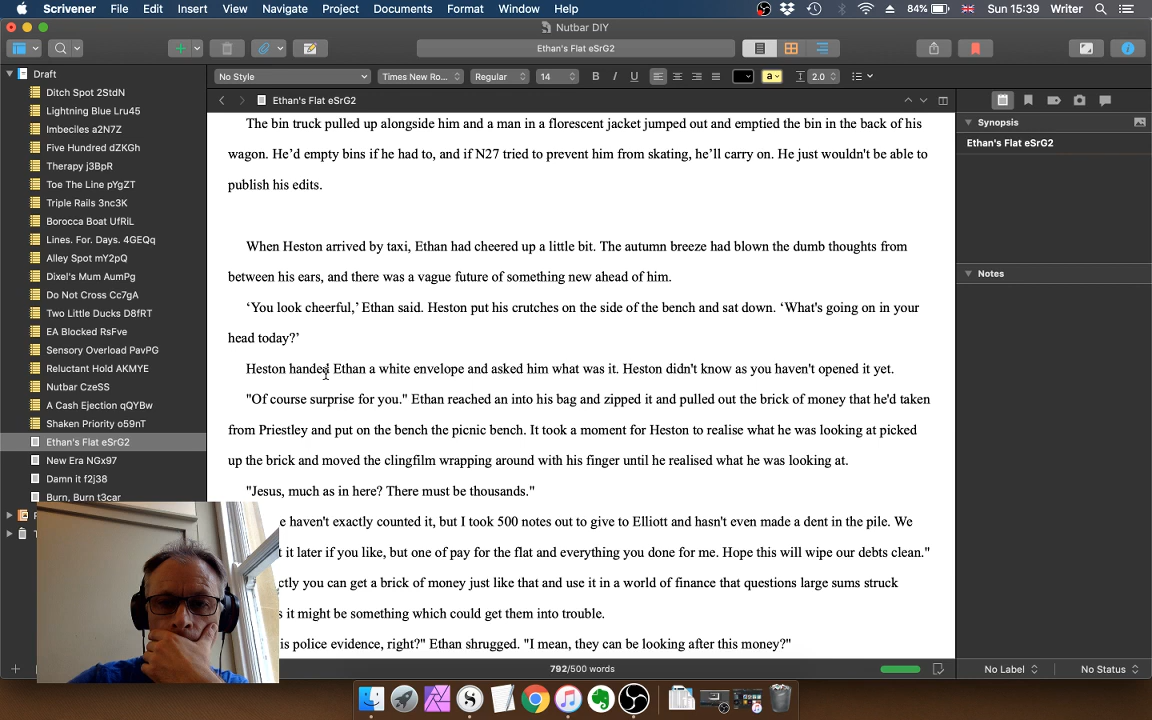 Scrivener File Edit Insert View Navigate Project Documents Format Window Help 84% Sun 15:39 Writer
Nutbar DIY
Ethan's Flat eSrG2
No Style Times New Ro... Regular 14 B I U a 2.0
Ethan's Flat eSrG2
Draft
Ditch Spot 2StdN
Lightning Blue Lru45
Imbeciles a2N7Z
Five Hundred dZKGh
Therapy j3BpR
Toe The Line pYgZT
Triple Rails 3nc3K
Borocca Boat UfRiL
Lines. For. Days. 4GEQq
Alley Spot mY2pQ
Dixel's Mum AumPg
Do Not Cross Cc7gA
Two Little Ducks D8fRT
EA Blocked RsFve
Sensory Overload PavPG
Reluctant Hold AKMYE
Nutbar CzeSS
A Cash Ejection qQYBw
Shaken Priority o59nT
Ethan's Flat eSrG2
New Era NGx97
Damn it f2j38
Burn, Burn t3car
The bin truck pulled up alongside him and a man in a florescent jacket jumped out and emptied the bin in the back of his
wagon. He'd empty bins if he had to, and if N27 tried to prevent him from skating, he'll carry on. He just wouldn't be able to
publish his edits.
When Heston arrived by taxi, Ethan had cheered up a little bit. The autumn breeze had blown the dumb thoughts from
between his ears, and there was a vague future of something new ahead of him.
‘You look cheerful,’ Ethan said. Heston put his crutches on the side of the bench and sat down. ‘What's going on in your
head today?’
Heston handed Ethan a white envelope and asked him what was it. Heston didn't know as you haven't opened it yet.
"Of course surprise for you." Ethan reached an into his bag and zipped it and pulled out the brick of money that he'd taken
from Priestley and put on the bench the picnic bench. It took a moment for Heston to realise what he was looking at picked
up the brick and moved the clingfilm wrapping around with his finger until he realised what he was looking at.
"Jesus, much as in here? There must be thousands."
e haven't exactly counted it, but I took 500 notes out to give to Elliott and hasn't even made a dent in the pile. We
t it later if you like, but one of pay for the flat and everything you done for me. Hope this will wipe our debts clean."
ctly you can get a brick of money just like that and use it in a world of finance that questions large sums struck
s it might be something which could get them into trouble.
is police evidence, right?" Ethan shrugged. "I mean, they can be looking after this money?"
792/500 words
Synopsis
Ethan's Flat eSrG2
Notes
No Label No Status